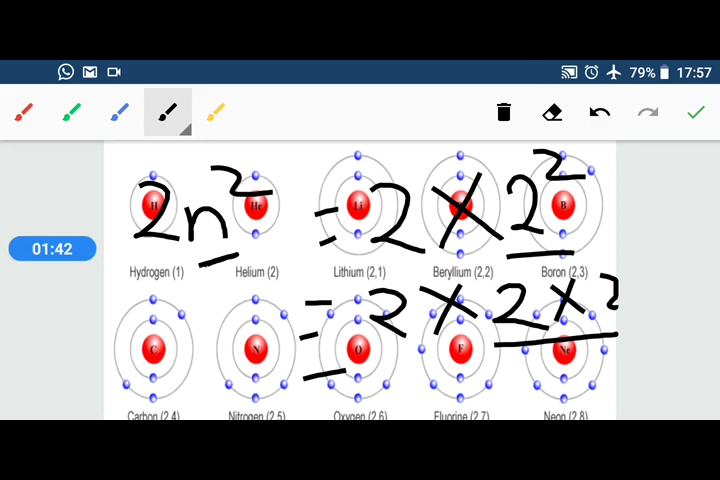 79% 17:57
01:42
2n² = 2 × 2²
H He Li B
Hydrogen (1) Helium (2) Lithium (2,1) Beryllium (2,2) Boron (2,3)
= 2 × 2 × 2
C N O F Ne
Carbon (2,4) Nitrogen (2,5) Oxygen (2,6) Fluorine (2,7) Neon (2,8)